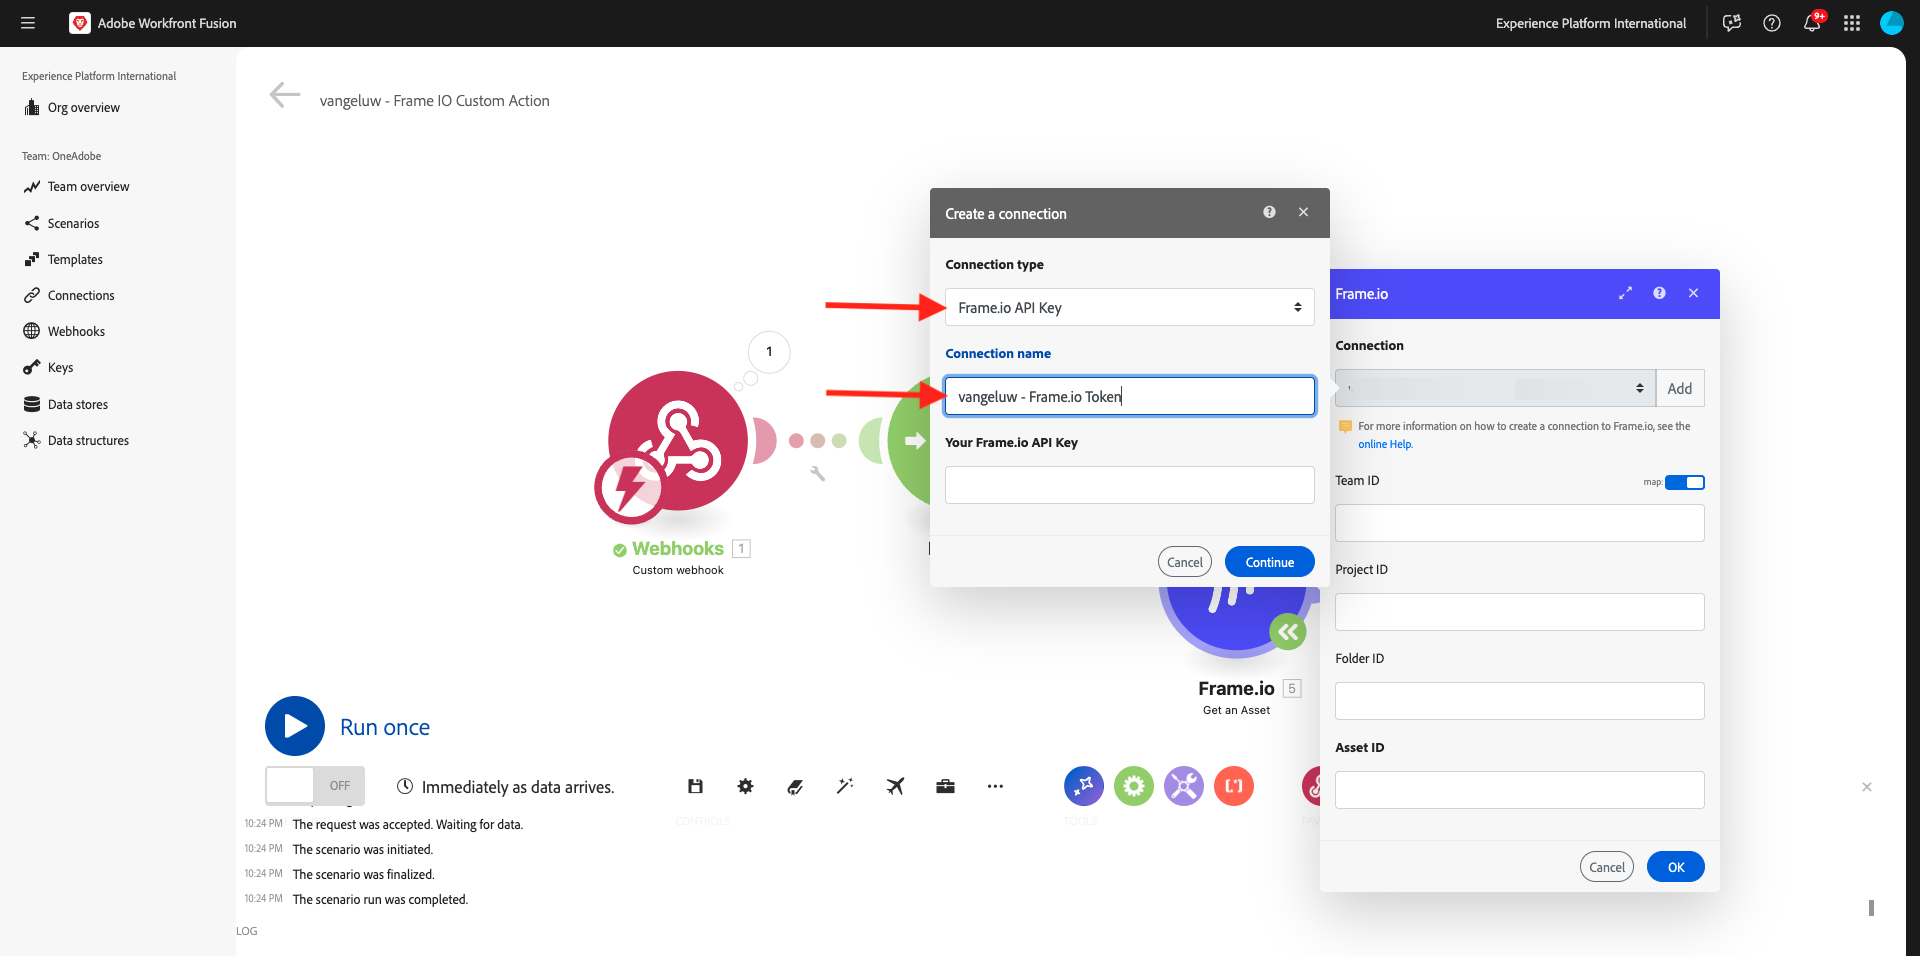 Adobe Workfront Fusion
Experience Platform International
9+
Experience Platform International
Org overview
Team: OneAdobe
Team overview
Scenarios
Templates
Connections
Webhooks
Keys
Data stores
Data structures
vangeluw - Frame IO Custom Action
1
Webhooks 1
Custom webhook
Create a connection
Connection type
Frame.io API Key
Connection name
vangeluw - Frame.io Token
Your Frame.io API Key
Cancel
Continue
Frame.io
Connection
Add
For more information on how to create a connection to Frame.io, see the
online Help.
Team ID
map:
Project ID
Folder ID
Asset ID
Cancel
OK
Frame.io 5
Get an Asset
Run once
OFF
Immediately as data arrives.
CONTROLS
TOOLS
10:24 PM The request was accepted. Waiting for data.
10:24 PM The scenario was initiated.
10:24 PM The scenario was finalized.
10:24 PM The scenario run was completed.
LOG